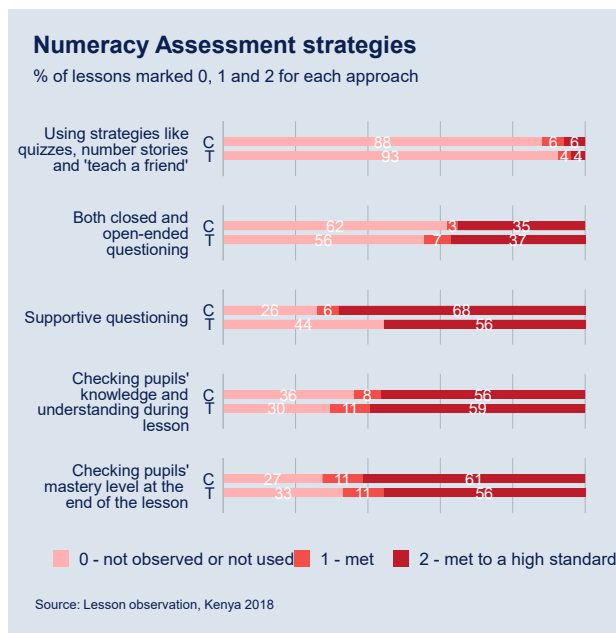 Numeracy Assessment strategies
% of lessons marked 0, 1 and 2 for each approach
Using strategies like
quizzes, number stories
and 'teach a friend'
C 88 6 6
T 93 4 4
Both closed and
open-ended
questioning
C 62 3 35
T 56 7 37
Supportive questioning
C 26 6 68
T 44 56
Checking pupils'
knowledge and
understanding during
lesson
C 36 8 56
T 30 11 59
Checking pupils'
mastery level at the
end of the lesson
C 27 11 61
T 33 11 56
0 - not observed or not used 1 - met 2 - met to a high standard
Source: Lesson observation, Kenya 2018